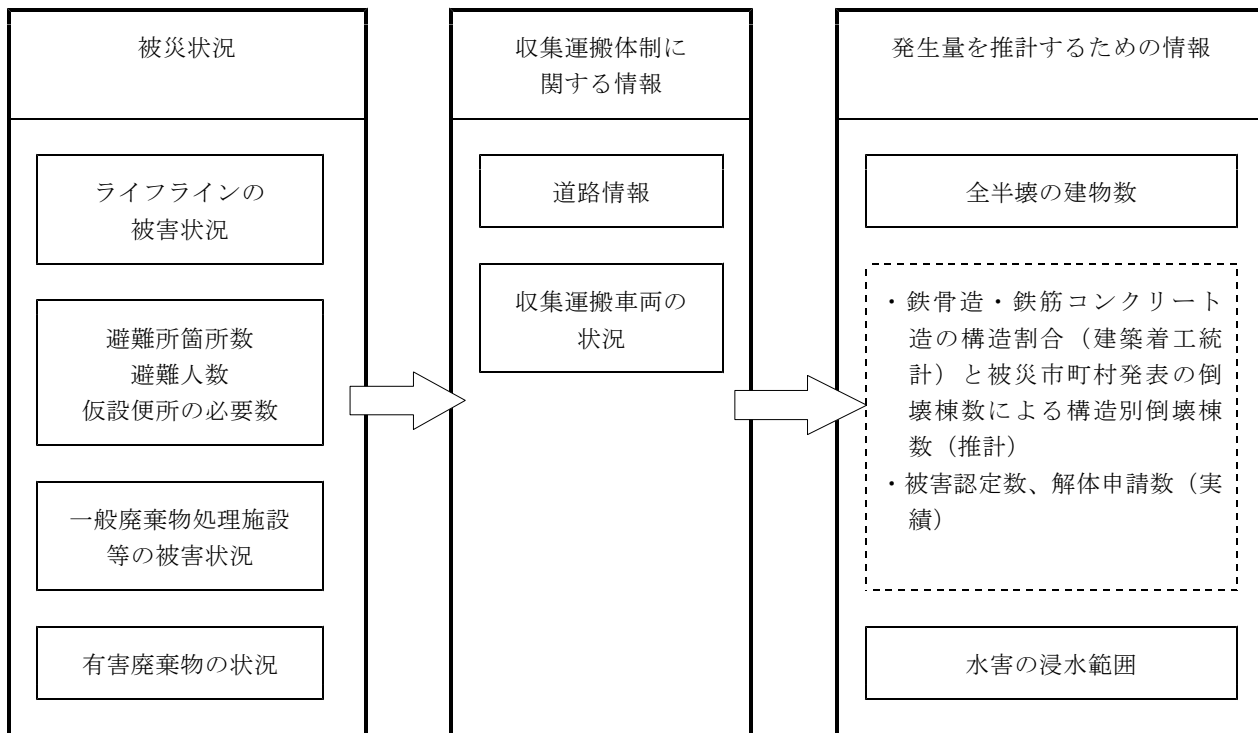 被災状況
ライフラインの
被害状況
避難所箇所数
避難人数
仮設便所の必要数
一般廃棄物処理施設
等の被害状況
有害廃棄物の状況
収集運搬体制に
関する情報
道路情報
収集運搬車両の
状況
発生量を推計するための情報
全半壊の建物数
・鉄骨造・鉄筋コンクリート
造の構造割合（建築着工統
計）と被災市町村発表の倒
壊棟数による構造別倒壊棟
数（推計）
・被害認定数、解体申請数（実
績）
水害の浸水範囲